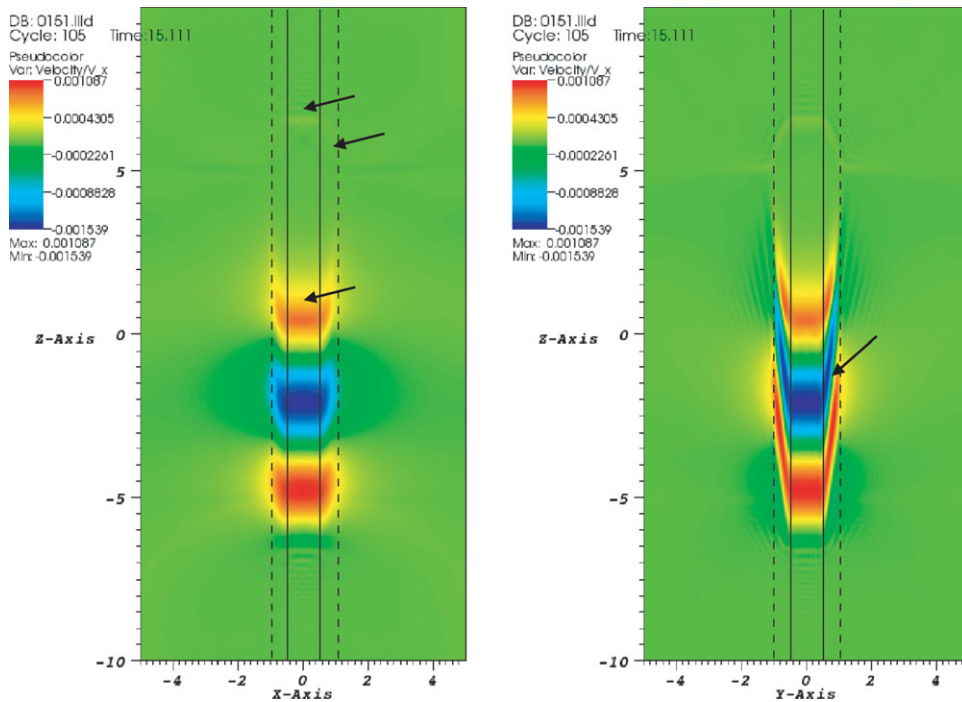 DB: 0151.IIId
Cycle: 105 Time:15.111
Pseudocolor
Var: Velocity/V_x
0.001087
0.0004305
-0.0002261
-0.0008828
-0.001539
Max: 0.001087
Min: -0.001539
5
0
-5
-10
Z-Axis
-4 -2 0 2 4
X-Axis
DB: 0151.IIId
Cycle: 105 Time:15.111
Pseudocolor
Var: Velocity/V_x
0.001087
0.0004305
-0.0002261
-0.0008828
-0.001539
Max: 0.001087
Min: -0.001539
5
0
-5
-10
Z-Axis
-4 -2 0 2 4
Y-Axis